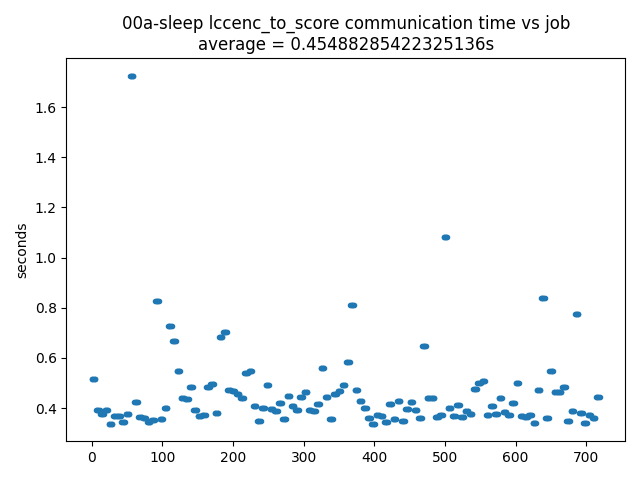 00a-sleep lccenc_to_score communication time vs job
average = 0.45488285422325136s
1.6
1.4
1.2
1.0
0.8
0.6
0.4
seconds
0 100 200 300 400 500 600 700